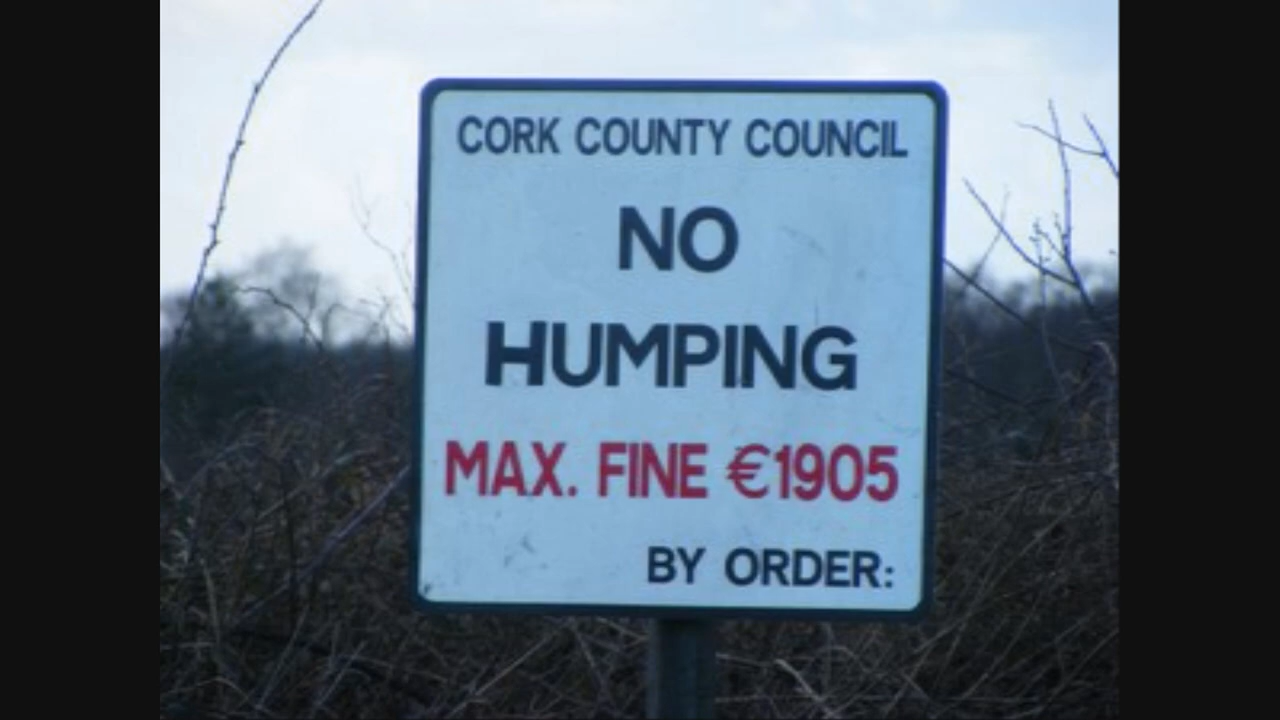 CORK COUNTY COUNCIL
NO
HUMPING
MAX. FINE €1905
BY ORDER: